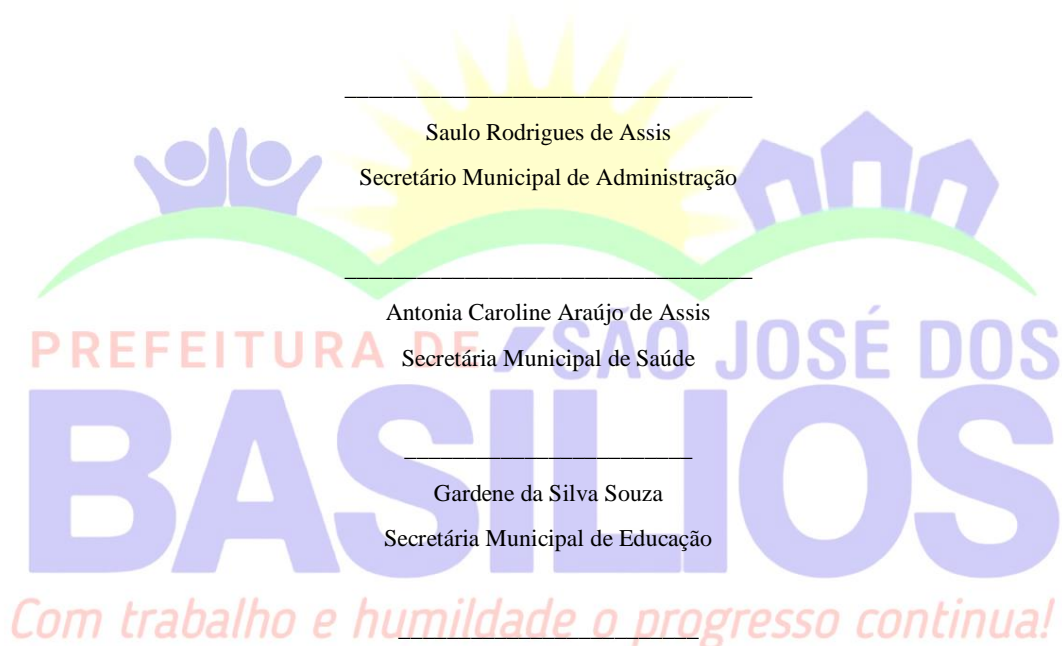 Saulo Rodrigues de Assis
Secretário Municipal de Administração
Antonia Caroline Araújo de Assis
Secretária Municipal de Saúde
PREFEITURA DE SÃO JOSÉ DOS
BASÍLIOS
Gardene da Silva Souza
Secretária Municipal de Educação
Com trabalho e humildade o progresso continua!